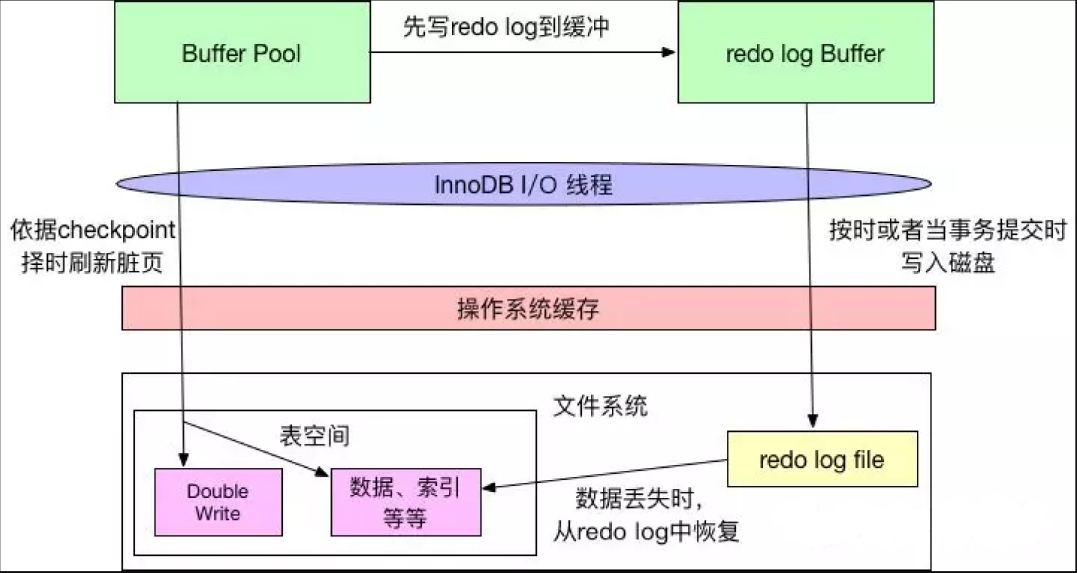 Buffer Pool
先写redo log到缓冲
redo log Buffer
InnoDB I/O 线程
依据checkpoint
择时刷新脏页
按时或者当事务提交时
写入磁盘
操作系统缓存
文件系统
表空间
Double
Write
数据、索引
等等
redo log file
数据丢失时,
从redo log中恢复